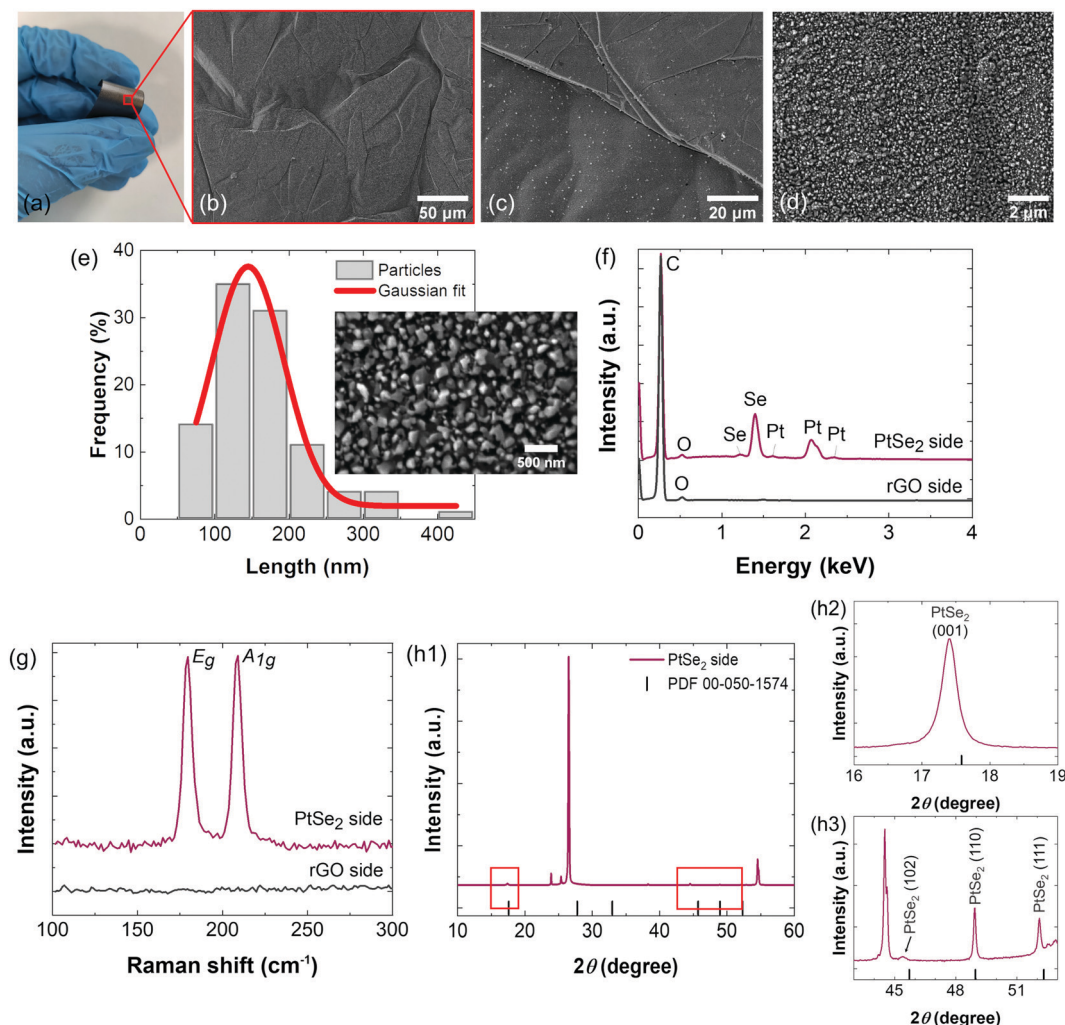 (a)
(b)
50 µm
(c)
20 µm
(d)
2 µm
(e)
40
30
20
10
0
Frequency (%)
100
200
300
400
Length (nm)
Particles
Gaussian fit
500 nm
(f)
Intensity (a.u.)
C
O
Se
Se
Pt
Pt
Pt
PtSe₂ side
O
rGO side
0
1
2
3
4
Energy (keV)
(g)
Intensity (a.u.)
Eg
A1g
PtSe₂ side
rGO side
100
150
200
250
300
Raman shift (cm⁻¹)
(h1)
Intensity (a.u.)
PtSe₂ side
PDF 00-050-1574
10
20
30
40
50
60
2θ (degree)
(h2)
Intensity (a.u.)
PtSe₂
(001)
16
17
18
19
2θ (degree)
(h3)
Intensity (a.u.)
PtSe₂ (102)
PtSe₂ (110)
PtSe₂ (111)
45
48
51
2θ (degree)